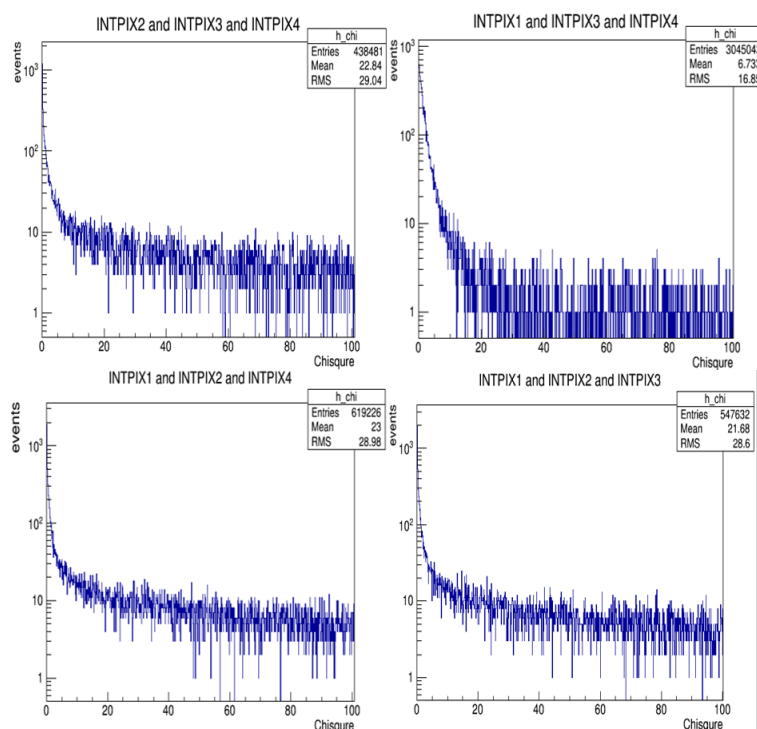 INTPIX2 and INTPIX3 and INTPIX4
h_chi
Entries 438481
Mean 22.84
RMS 29.04
events
10³
10²
10
1
0 20 40 60 80 100
Chisqure
INTPIX1 and INTPIX3 and INTPIX4
h_chi
Entries 304504
Mean 6.73
RMS 16.8
events
10³
10²
10
1
0 20 40 60 80 100
Chisqure
INTPIX1 and INTPIX2 and INTPIX4
h_chi
Entries 619226
Mean 23
RMS 28.98
events
10³
10²
10
1
0 20 40 60 80 100
Chisqure
INTPIX1 and INTPIX2 and INTPIX3
h_chi
Entries 547632
Mean 21.68
RMS 28.6
events
10³
10²
10
1
0 20 40 60 80 100
Chisqure